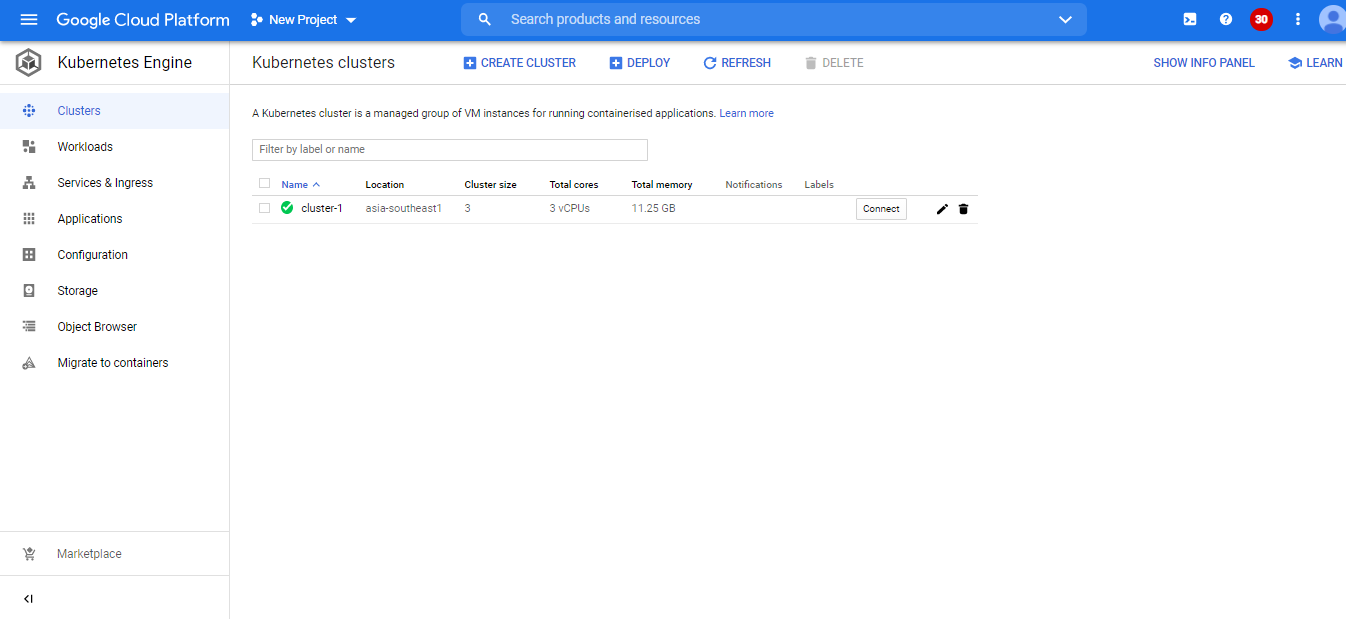 Google Cloud Platform New Project Search products and resources 30
Kubernetes Engine Kubernetes clusters CREATE CLUSTER DEPLOY REFRESH DELETE SHOW INFO PANEL LEARN
Clusters
Workloads
Services & Ingress
Applications
Configuration
Storage
Object Browser
Migrate to containers
Marketplace
A Kubernetes cluster is a managed group of VM instances for running containerised applications. Learn more
Filter by label or name
Name Location Cluster size Total cores Total memory Notifications Labels
cluster-1 asia-southeast1 3 3 vCPUs 11.25 GB Connect